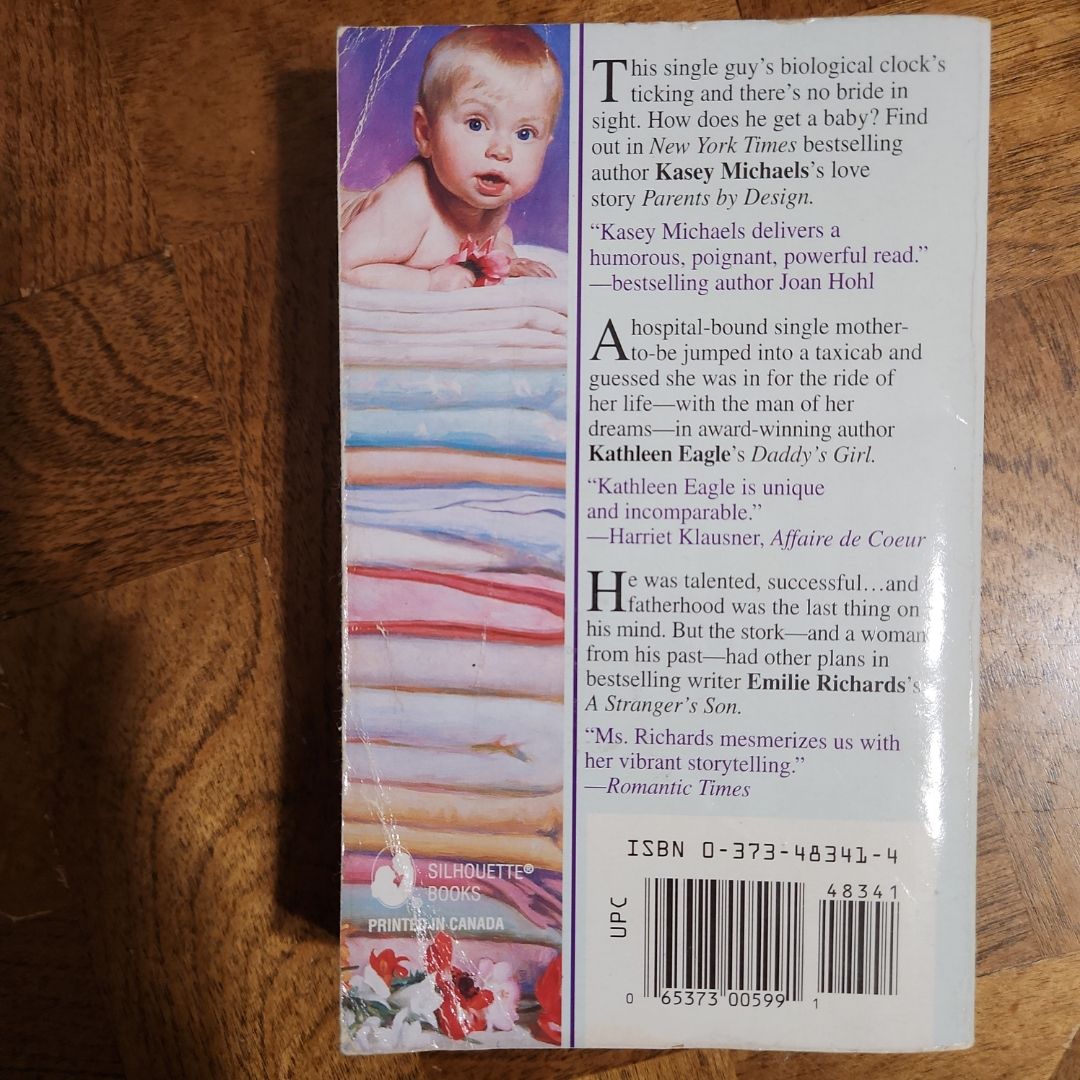 This single guy's biological clock's
ticking and there's no bride in
sight. How does he get a baby? Find
out in New York Times bestselling
author Kasey Michaels's love
story Parents by Design.
“Kasey Michaels delivers a
humorous, poignant, powerful read.”
—bestselling author Joan Hohl
A hospital-bound single mother-
to-be jumped into a taxicab and
guessed she was in for the ride of
her life—with the man of her
dreams—in award-winning author
Kathleen Eagle's Daddy's Girl.
“Kathleen Eagle is unique
and incomparable.”
—Harriet Klausner, Affaire de Coeur
He was talented, successful...and
fatherhood was the last thing on
his mind. But the stork—and a woman
from his past—had other plans in
bestselling writer Emilie Richards's
A Stranger's Son.
“Ms. Richards mesmerizes us with
her vibrant storytelling.”
—Romantic Times
SILHOUETTE®
BOOKS
PRINTED IN CANADA
ISBN 0-373-48341-4
48341
UPC
0 65373 00599 1